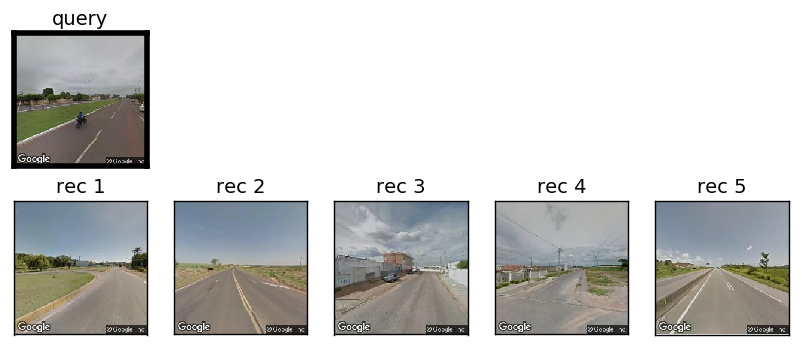 query
Google
© Google, Inc
rec 1
rec 2
rec 3
rec 4
rec 5
Google
© Google, Inc
Google
© Google, Inc
Google
© Google, Inc
Google
© Google, Inc
Google
© Google, Inc